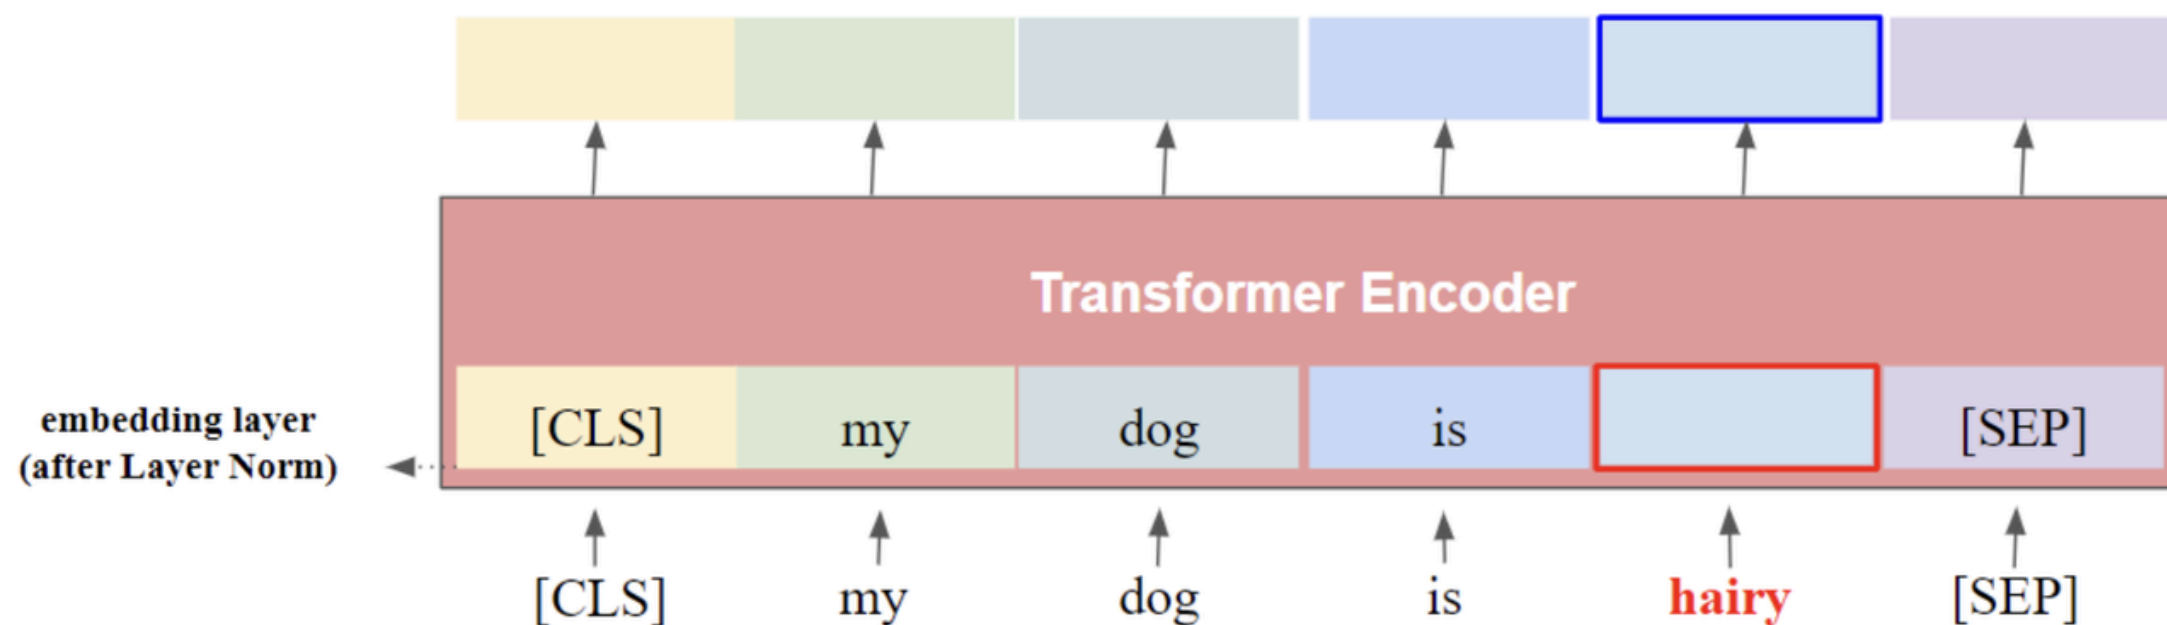 Transformer Encoder
embedding layer
(after Layer Norm)
[CLS] my dog is [SEP]
[CLS] my dog is hairy [SEP]